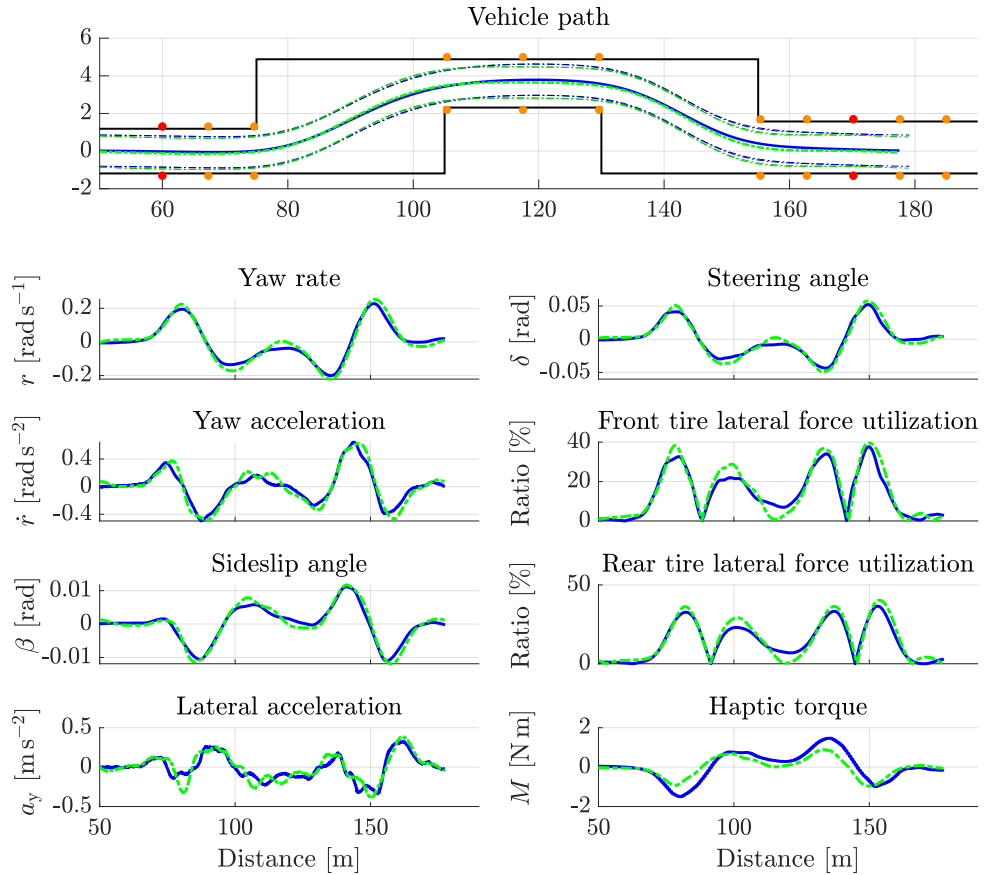 Vehicle path
6
4
2
0
-2
60 80 100 120 140 160 180
Yaw rate
r [rad s⁻¹]
0.2
0
-0.2
Steering angle
δ [rad]
0.05
0
-0.05
Yaw acceleration
ṙ [rad s⁻²]
0.4
0
-0.4
Front tire lateral force utilization
Ratio [%]
40
20
0
Sideslip angle
β [rad]
0.01
0
-0.01
Rear tire lateral force utilization
Ratio [%]
50
0
Lateral acceleration
a_y [m s⁻²]
0.5
0
-0.5
50 100 150
Distance [m]
Haptic torque
M [N m]
2
0
-2
50 100 150
Distance [m]